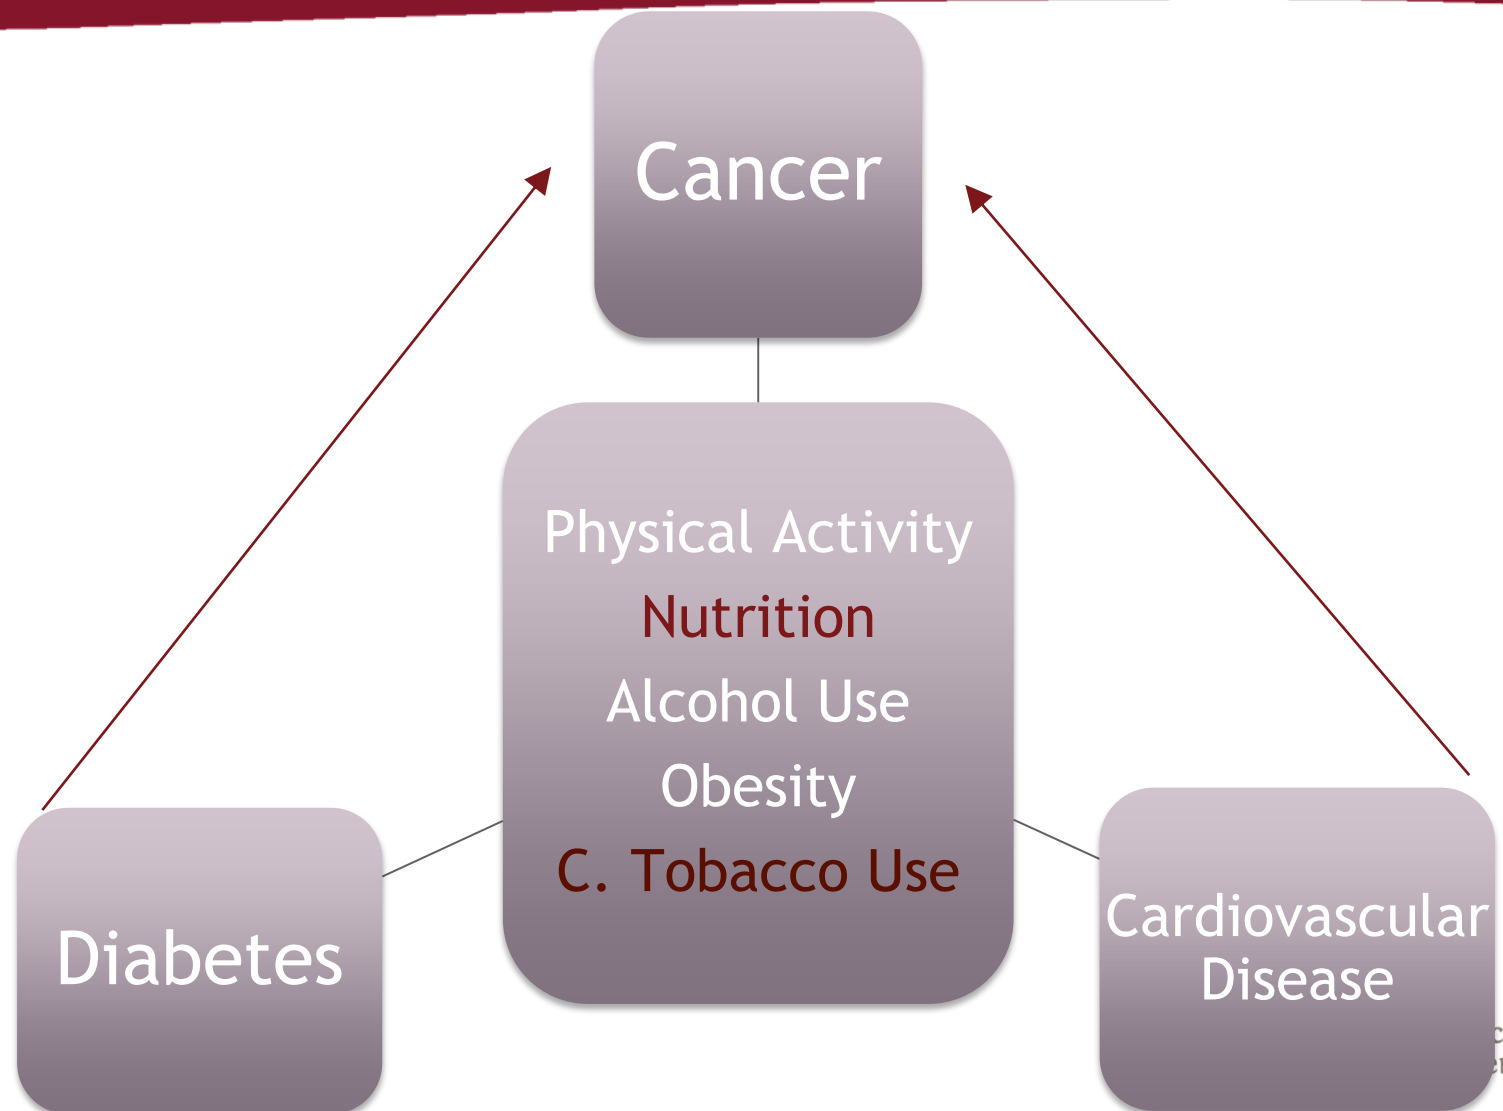 Cancer
Physical Activity
Nutrition
Alcohol Use
Obesity
C. Tobacco Use
Diabetes
Cardiovascular
Disease